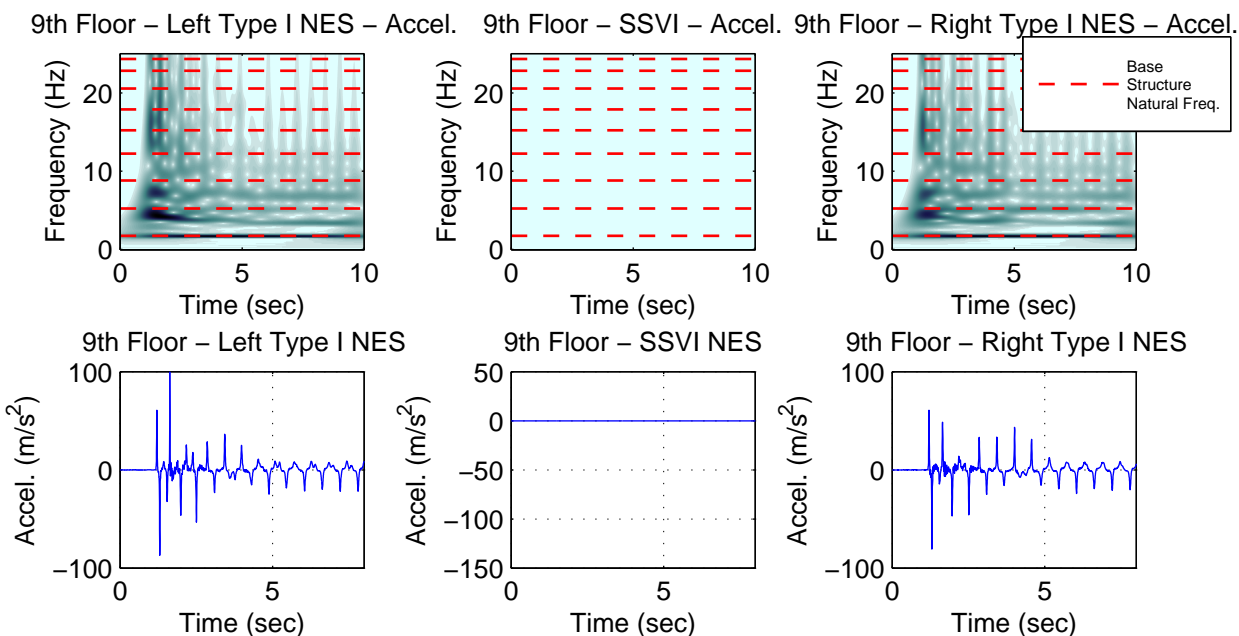 9th Floor – Left Type I NES – Accel.
9th Floor – SSVI – Accel.
9th Floor – Right Type I NES – Accel.
Base
Structure
Natural Freq.
Frequency (Hz)
20
10
0
0
5
10
Time (sec)
Frequency (Hz)
20
10
0
0
5
10
Time (sec)
Frequency (Hz)
20
10
0
0
5
10
Time (sec)
9th Floor – Left Type I NES
9th Floor – SSVI NES
9th Floor – Right Type I NES
Accel. (m/s²)
100
0
−100
0
5
Time (sec)
Accel. (m/s²)
50
0
−50
−100
−150
0
5
Time (sec)
Accel. (m/s²)
100
0
−100
0
5
Time (sec)